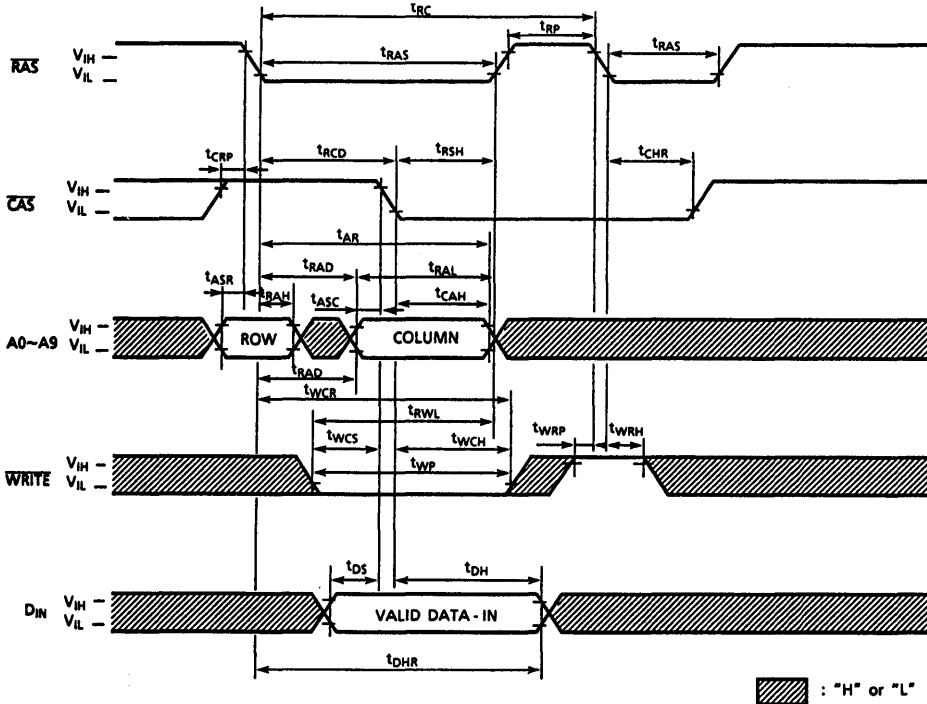 tRC
tRP
RAS
VIH
VIL
tRAS
tRAS
tCRP
tRCD
tRSH
tCHR
CAS
VIH
VIL
tAR
tRAD
tRAL
tASR
tRAH
tASC
tCAH
A0~A9
VIH
VIL
ROW
COLUMN
tRAD
tWCR
tRWL
tWCS
tWCH
tWRP
tWRH
tWP
WRITE
VIH
VIL
tDS
tDH
DIN
VIH
VIL
VALID DATA - IN
tDHR
: "H" or "L"